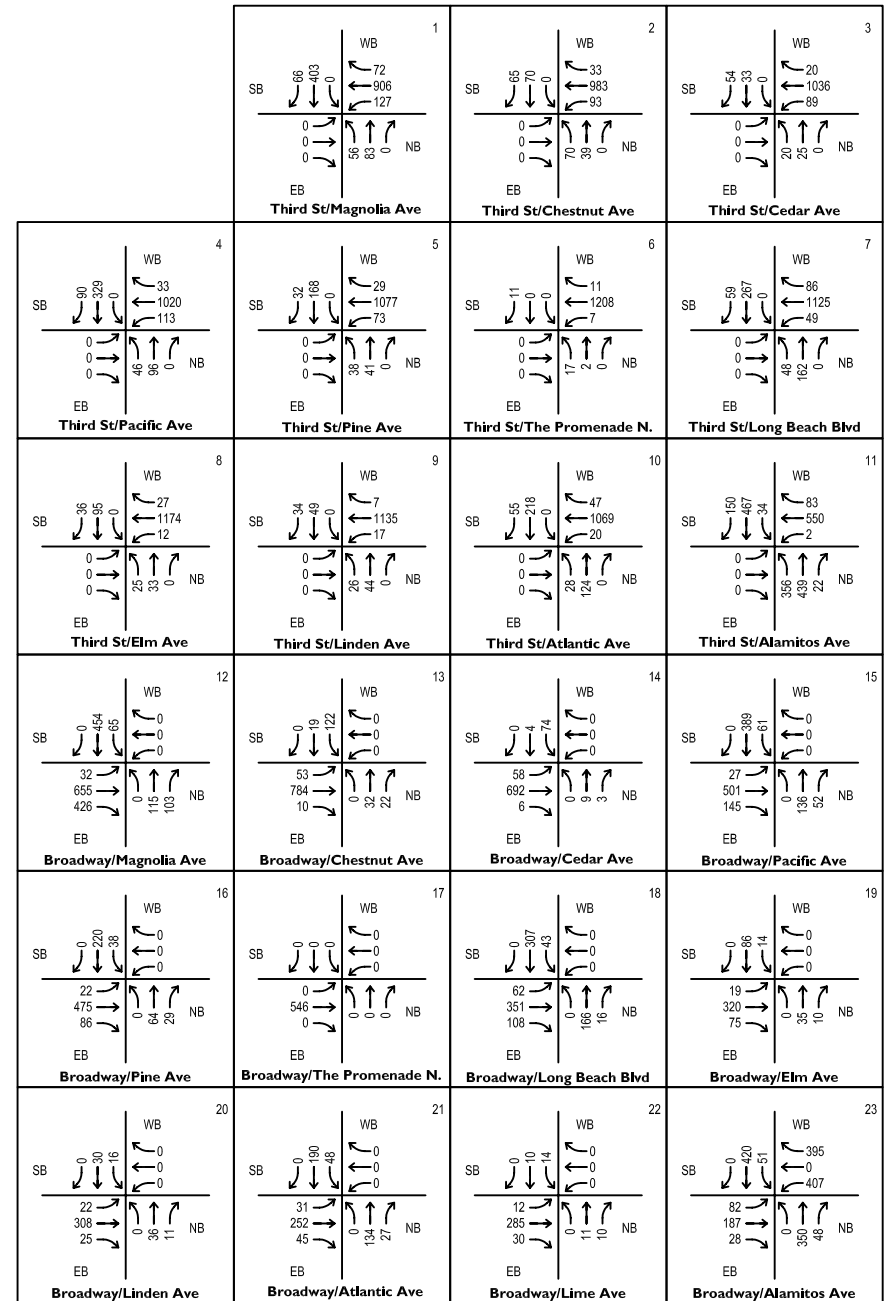 1
WB
SB
66 403 0
72
906
127
0
0
0
56 83 0
NB
EB
Third St/Magnolia Ave
2
WB
SB
65 70 0
33
983
93
0
0
0
70 39 0
NB
EB
Third St/Chestnut Ave
3
WB
SB
54 33 0
20
1036
89
0
0
0
20 25 0
NB
EB
Third St/Cedar Ave
4
WB
SB
90 329 0
33
1020
113
0
0
0
46 96 0
NB
EB
Third St/Pacific Ave
5
WB
SB
32 168 0
29
1077
73
0
0
0
38 41 0
NB
EB
Third St/Pine Ave
6
WB
SB
11 0 0
11
1208
7
0
0
0
17 2 0
NB
EB
Third St/The Promenade N.
7
WB
SB
59 267 0
86
1125
49
0
0
0
48 162 0
NB
EB
Third St/Long Beach Blvd
8
WB
SB
36 95 0
27
1174
12
0
0
0
25 33 0
NB
EB
Third St/Elm Ave
9
WB
SB
34 49 0
7
1135
17
0
0
0
26 44 0
NB
EB
Third St/Linden Ave
10
WB
SB
55 218 0
47
1069
20
0
0
0
28 124 0
NB
EB
Third St/Atlantic Ave
11
WB
SB
150 467 34
83
550
2
356 439 22
NB
EB
Third St/Alamitos Ave
12
WB
SB
0 454 65
0
0
0
32
655
426
0 115 103
NB
EB
Broadway/Magnolia Ave
13
WB
SB
0 19 122
0
0
0
53
784
10
0 32 22
NB
EB
Broadway/Chestnut Ave
14
WB
SB
0 4 74
0
0
0
58
692
6
0 9 3
NB
EB
Broadway/Cedar Ave
15
WB
SB
0 389 61
0
0
0
27
501
145
0 136 52
NB
EB
Broadway/Pacific Ave
16
WB
SB
0 220 38
0
0
0
22
475
86
0 64 29
NB
EB
Broadway/Pine Ave
17
WB
SB
0 0 0
0
0
0
0
546
0
0 0 0
NB
EB
Broadway/The Promenade N.
18
WB
SB
0 307 43
0
0
0
62
351
108
0 166 16
NB
EB
Broadway/Long Beach Blvd
19
WB
SB
0 86 14
0
0
0
19
320
75
0 35 10
NB
EB
Broadway/Elm Ave
20
WB
SB
0 30 16
0
0
0
22
308
25
0 36 11
NB
EB
Broadway/Linden Ave
21
WB
SB
0 190 48
0
0
0
31
252
45
0 134 27
NB
EB
Broadway/Atlantic Ave
22
WB
SB
0 10 14
0
0
0
12
285
30
0 11 10
NB
EB
Broadway/Lime Ave
23
WB
SB
0 420 51
395
0
407
82
187
28
0 350 48
NB
EB
Broadway/Alamitos Ave